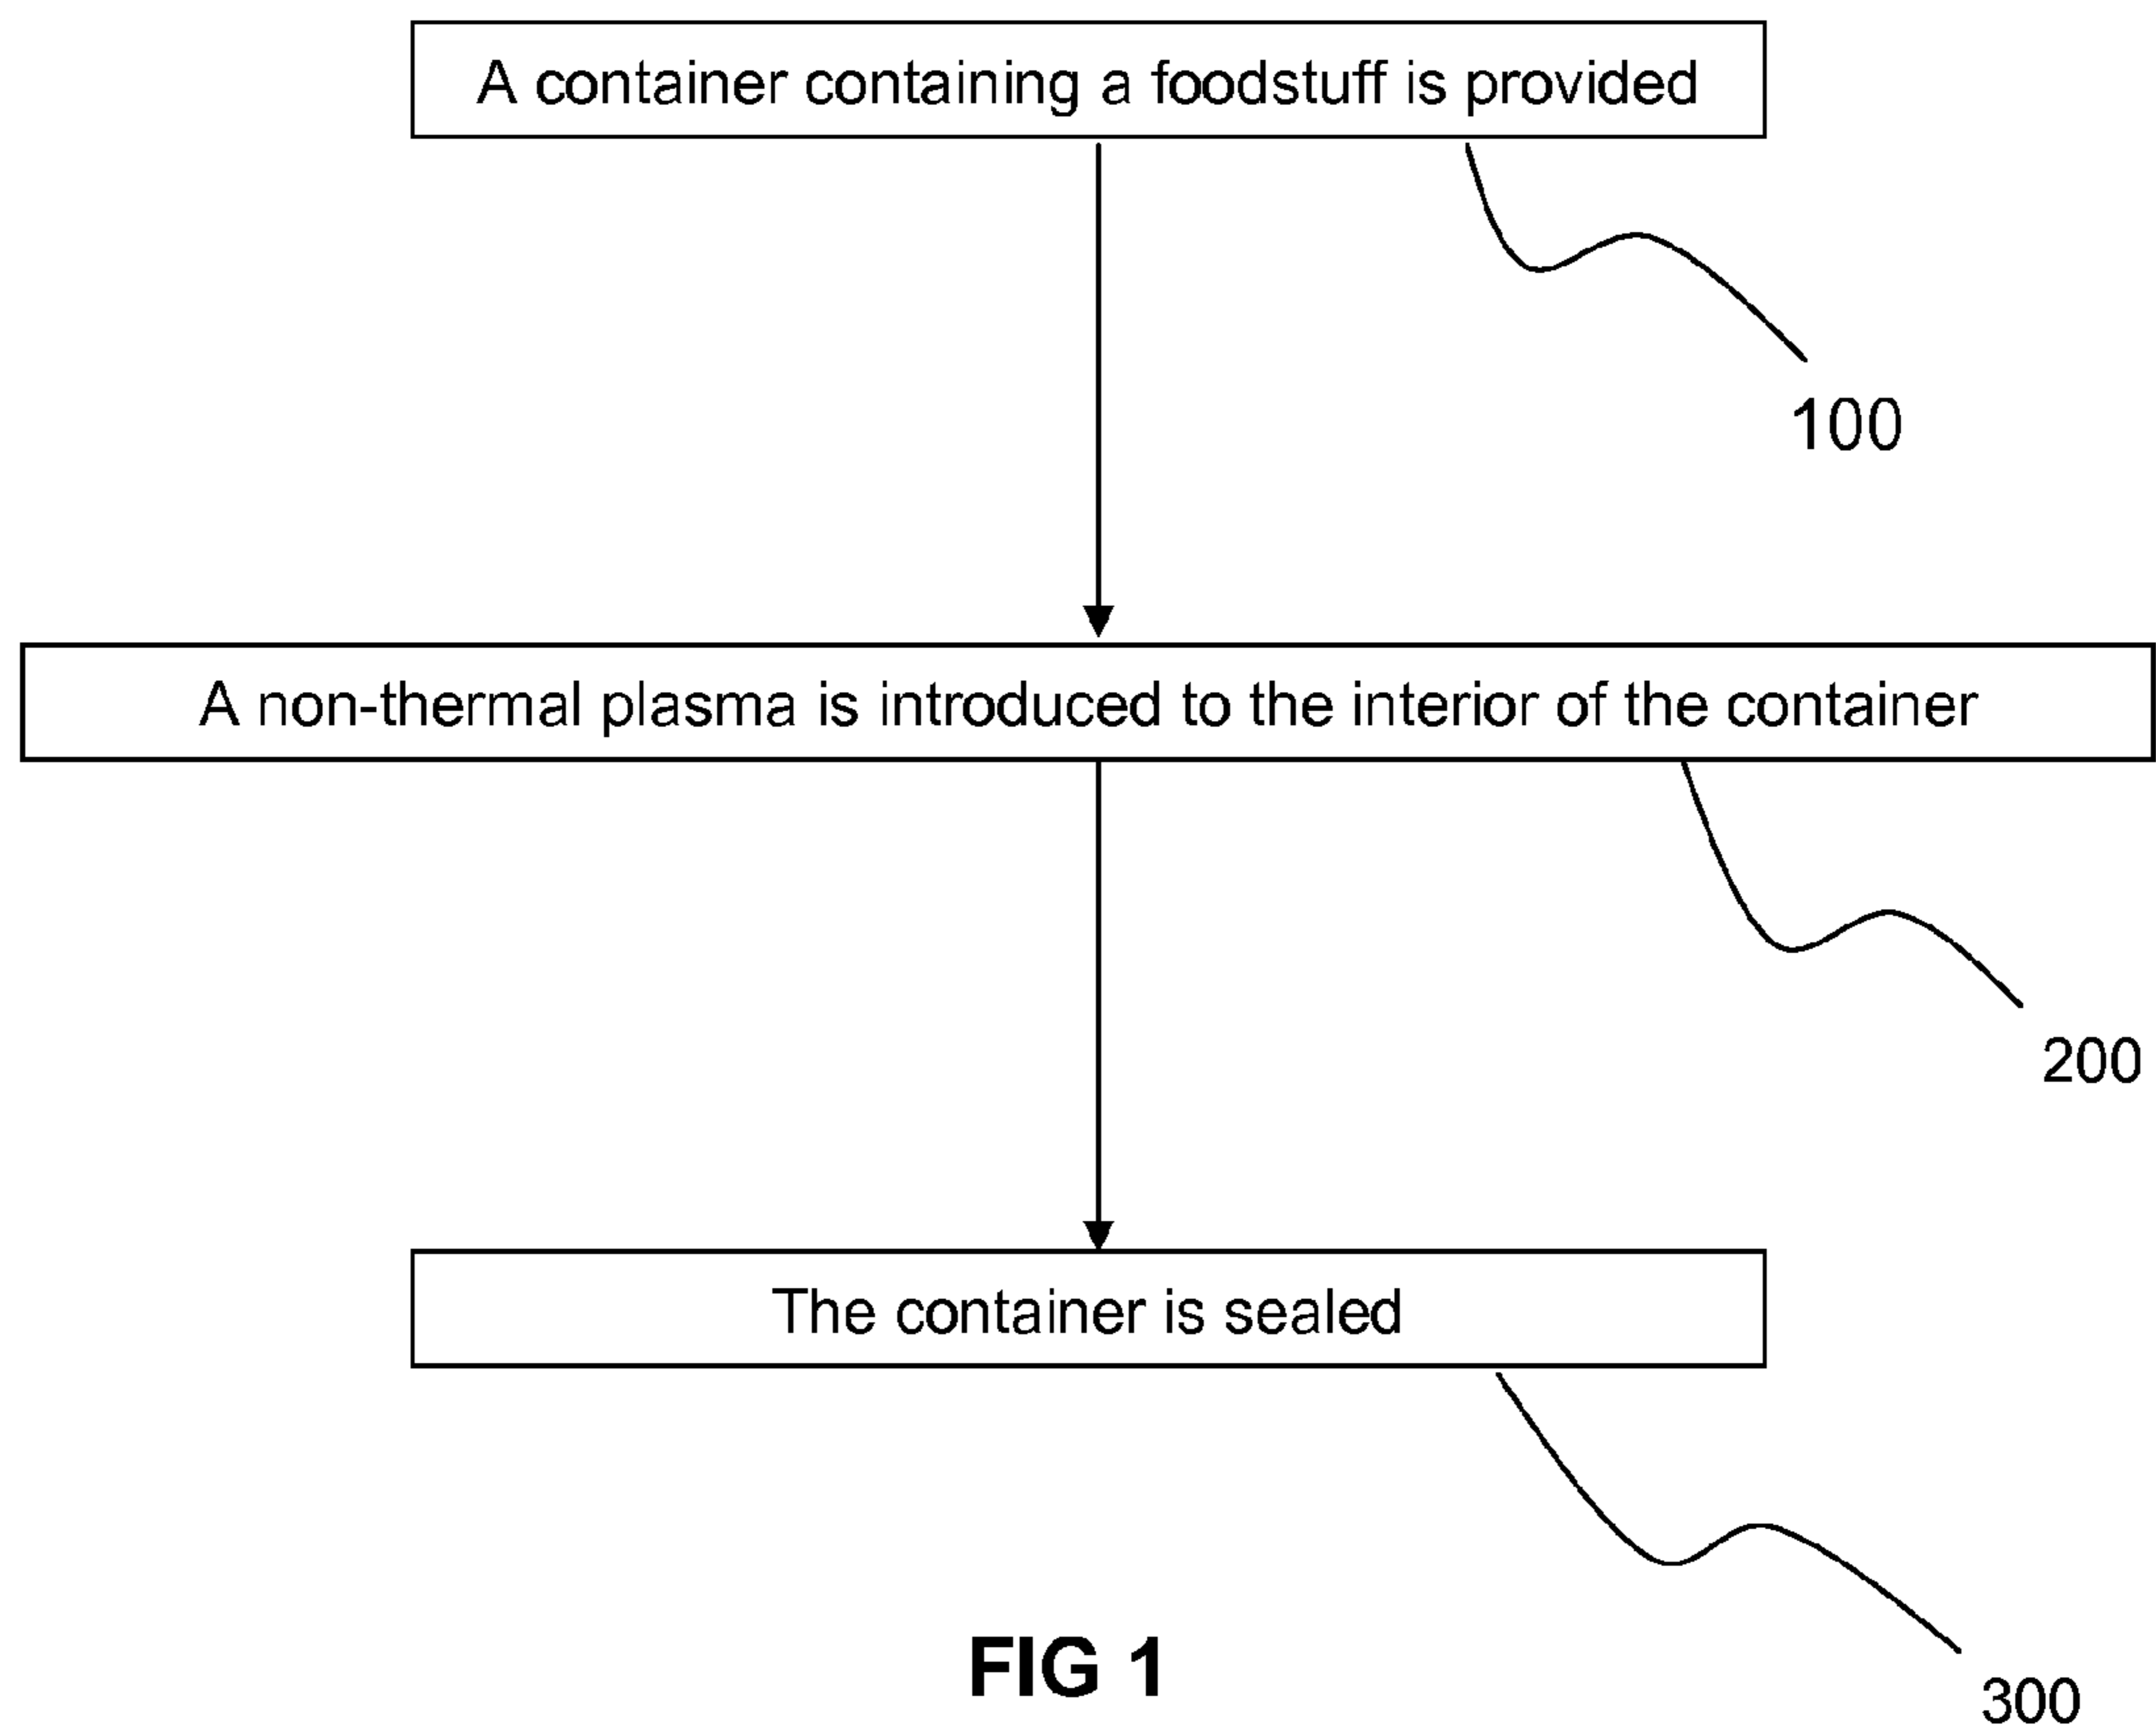 A container containing a foodstuff is provided
100
A non-thermal plasma is introduced to the interior of the container
200
The container is sealed
FIG 1
300